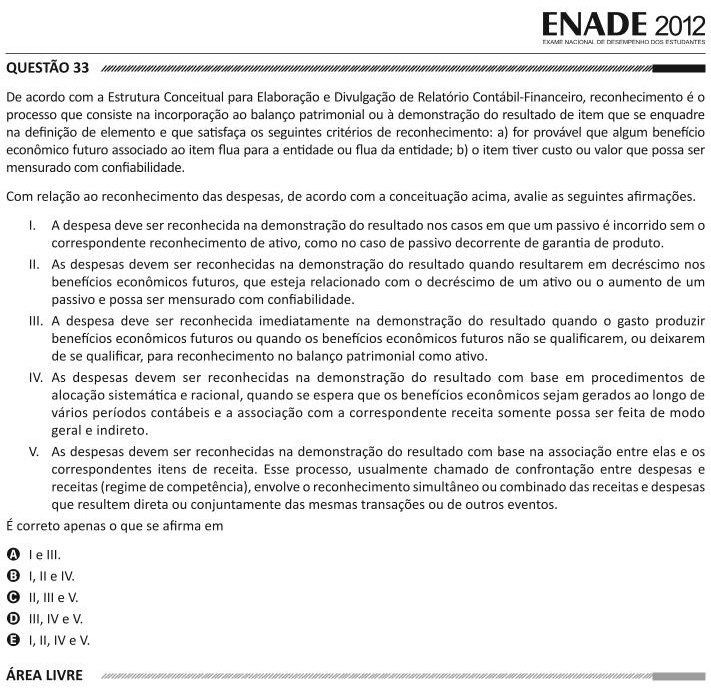 ENADE 2012
EXAME NACIONAL DE DESEMPENHO DOS ESTUDANTES
QUESTÃO 33
De acordo com a Estrutura Conceitual para Elaboração e Divulgação de Relatório Contábil-Financeiro, reconhecimento é o
processo que consiste na incorporação ao balanço patrimonial ou à demonstração do resultado de item que se enquadre
na definição de elemento e que satisfaça os seguintes critérios de reconhecimento: a) for provável que algum benefício
econômico futuro associado ao item flua para a entidade ou flua da entidade; b) o item tiver custo ou valor que possa ser
mensurado com confiabilidade.
Com relação ao reconhecimento das despesas, de acordo com a conceituação acima, avalie as seguintes afirmações.
I. A despesa deve ser reconhecida na demonstração do resultado nos casos em que um passivo é incorrido sem o
correspondente reconhecimento de ativo, como no caso de passivo decorrente de garantia de produto.
II. As despesas devem ser reconhecidas na demonstração do resultado quando resultarem em decréscimo nos
benefícios econômicos futuros, que esteja relacionado com o decréscimo de um ativo ou o aumento de um
passivo e possa ser mensurado com confiabilidade.
III. A despesa deve ser reconhecida imediatamente na demonstração do resultado quando o gasto produzir
benefícios econômicos futuros ou quando os benefícios econômicos futuros não se qualificarem, ou deixarem
de se qualificar, para reconhecimento no balanço patrimonial como ativo.
IV. As despesas devem ser reconhecidas na demonstração do resultado com base em procedimentos de
alocação sistemática e racional, quando se espera que os benefícios econômicos sejam gerados ao longo de
vários períodos contábeis e a associação com a correspondente receita somente possa ser feita de modo
geral e indireto.
V. As despesas devem ser reconhecidas na demonstração do resultado com base na associação entre elas e os
correspondentes itens de receita. Esse processo, usualmente chamado de confrontação entre despesas e
receitas (regime de competência), envolve o reconhecimento simultâneo ou combinado das receitas e despesas
que resultem direta ou conjuntamente das mesmas transações ou de outros eventos.
É correto apenas o que se afirma em
A I e III.
B I, II e IV.
C II, III e V.
D III, IV e V.
E I, II, IV e V.
ÁREA LIVRE